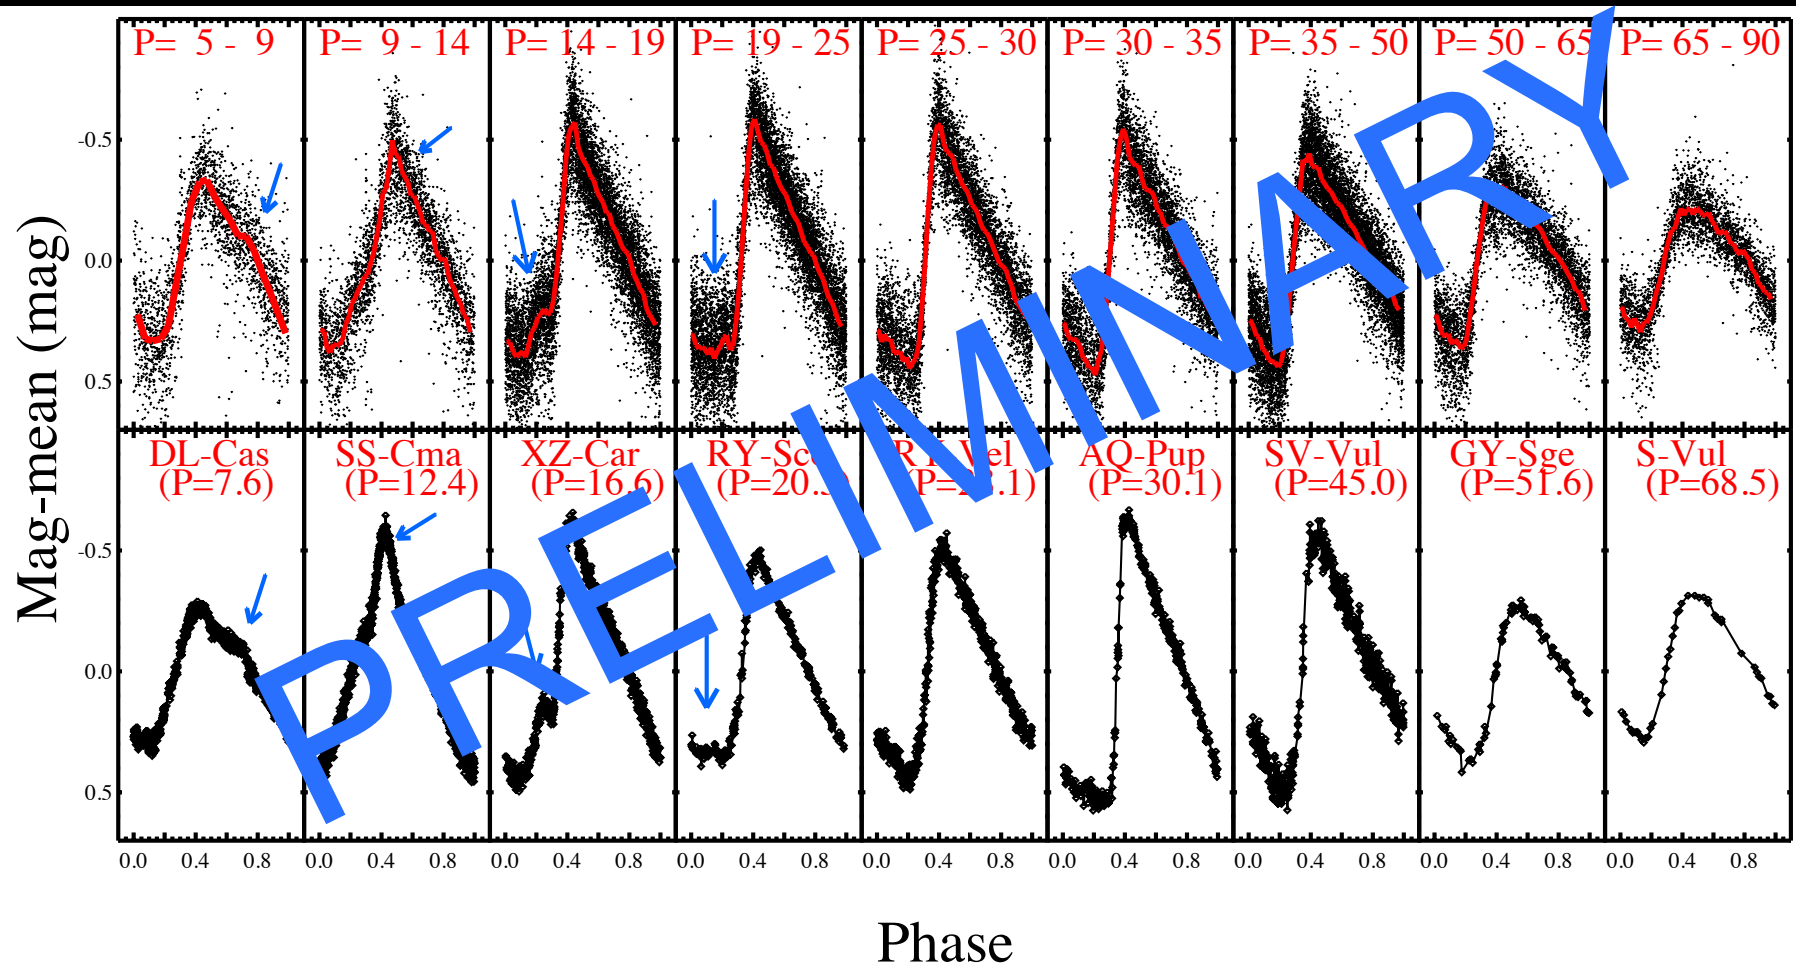 P= 5 - 9 P= 9 - 14 P= 14 - 19 P= 19 - 25 P= 25 - 30 P= 30 - 35 P= 35 - 50 P= 50 - 65 P= 65 - 90
-0.5
0.0
0.5
Mag-mean (mag)
DL-Cas SS-Cma XZ-Car AQ-Pup SV-Vul GY-Sge S-Vul
(P=7.6) (P=12.4) (P=16.6) (P=30.1) (P=45.0) (P=51.6) (P=68.5)
-0.5
0.0
0.5
0.0 0.4 0.8 0.0 0.4 0.8 0.0 0.4 0.8 0.0 0.4 0.8 0.0 0.4 0.8 0.0 0.4 0.8 0.0 0.4 0.8 0.0 0.4 0.8 0.0 0.4 0.8
Phase
PRELIMINARY